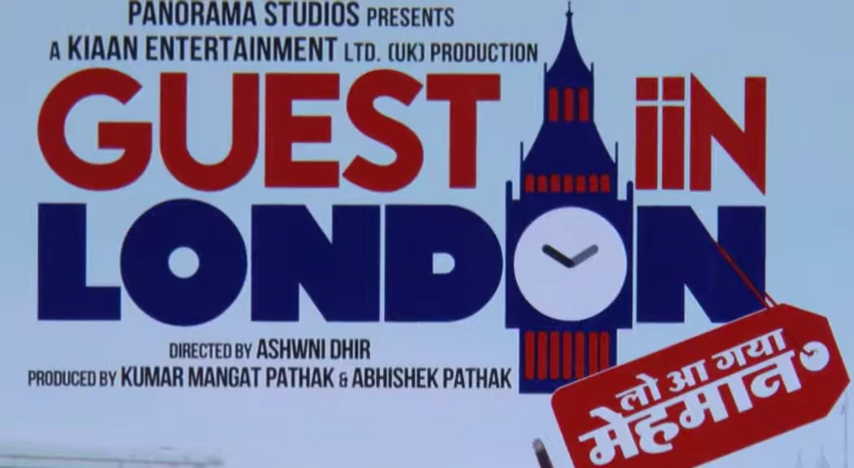 PANORAMA STUDIOS PRESENTS
A KIAAN ENTERTAINMENT LTD. (UK) PRODUCTION
GUEST iiN
LONDON
DIRECTED BY ASHWNI DHIR
PRODUCED BY KUMAR MANGAT PATHAK & ABHISHEK PATHAK
लो आ गया
मेहमान